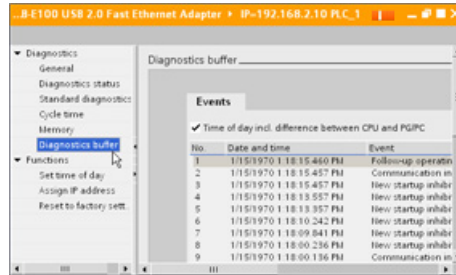 ...B-E100 USB 2.0 Fast Ethernet Adapter ▸ IP=192.168.2.10 PLC_1
Diagnostics
General
Diagnostics status
Standard diagnostics
Cycle time
Memory
Diagnostics buffer
Functions
Set time of day
Assign IP address
Reset to factory sett.
Diagnostics buffer
Events
Time of day incl. difference between CPU and PG/PC
No. Date and time Event
1 1/15/1970 1:18:15.460 PM Follow-up operatin
2 1/15/1970 1:18:15.457 PM Communication in
3 1/15/1970 1:18:15.457 PM New startup inhibi
4 1/15/1970 1:18:13.557 PM New startup inhibi
5 1/15/1970 1:18:13.357 PM New startup inhibi
6 1/15/1970 1:18:10.242 PM New startup inhibi
7 1/15/1970 1:18:09.841 PM New startup inhibi
8 1/15/1970 1:18:00.236 PM New startup inhibi
9 1/15/1970 1:18:00.136 PM Communication in